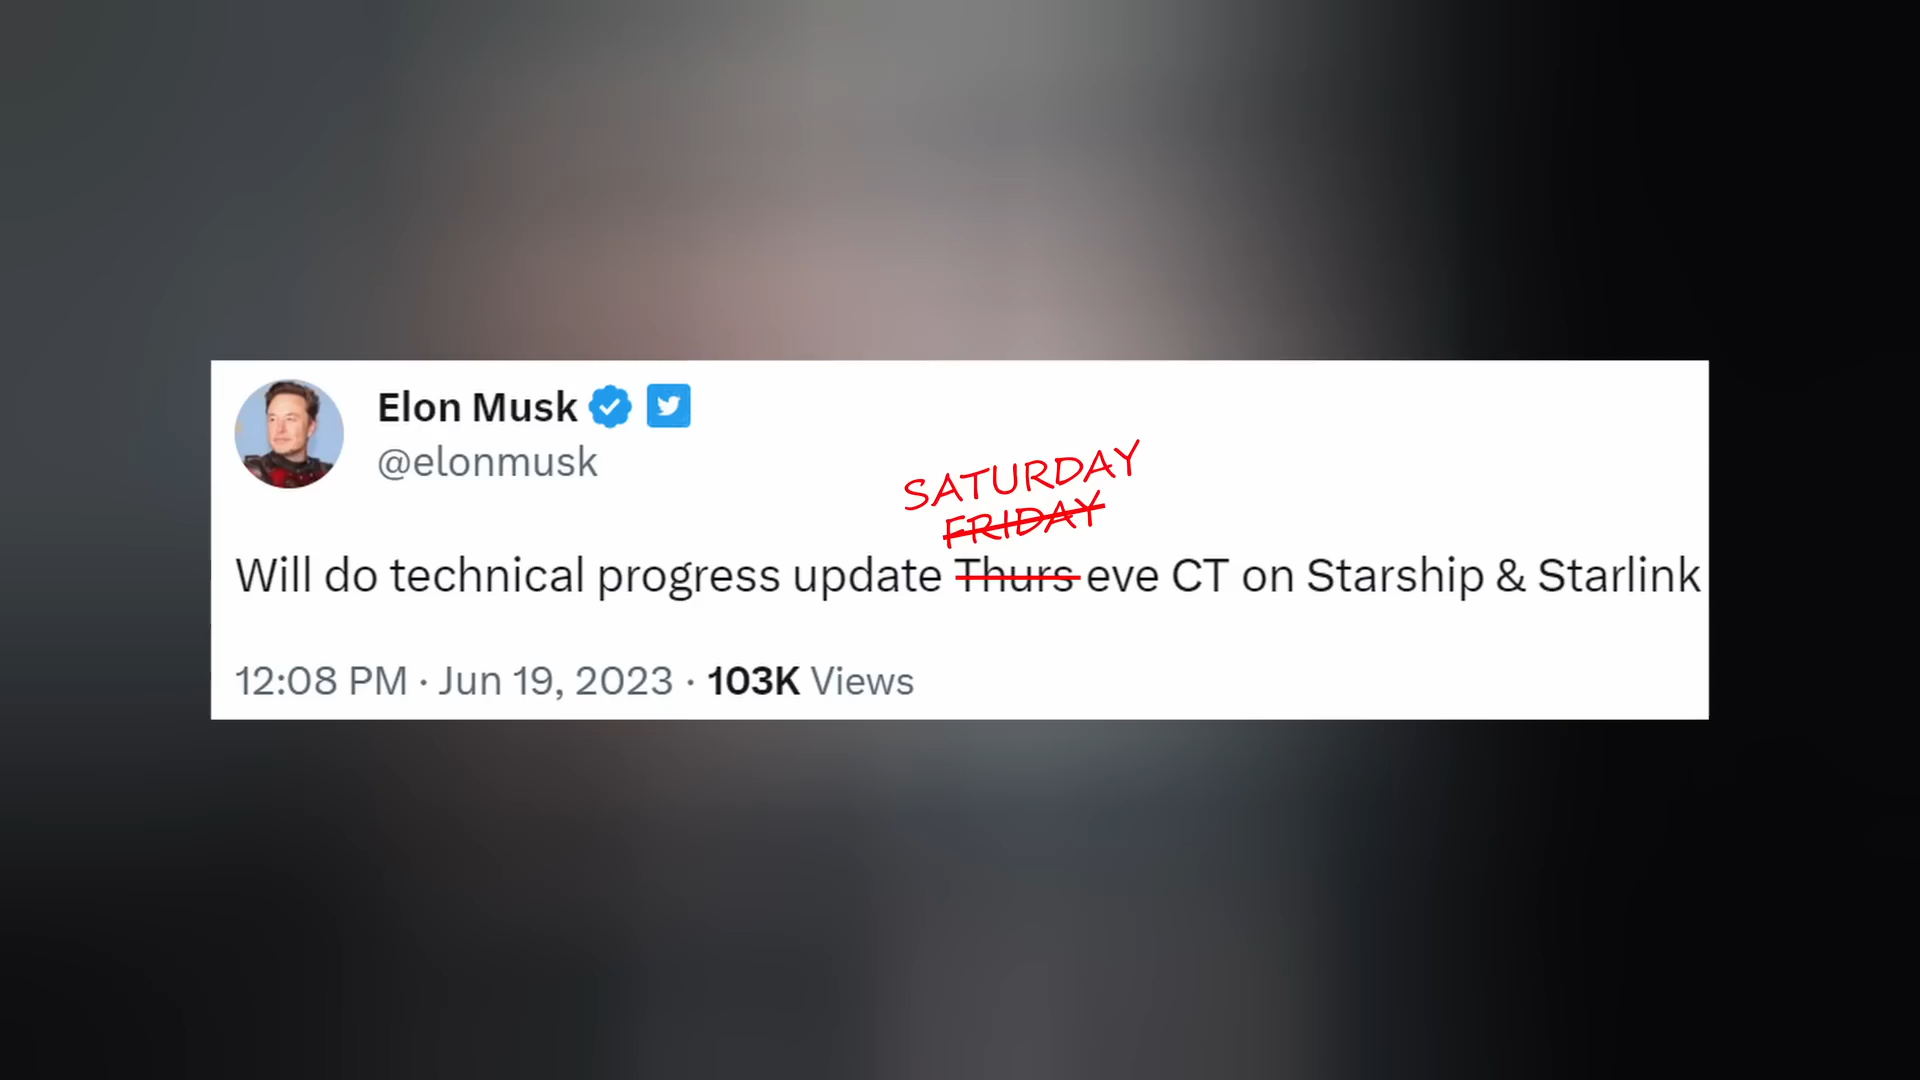 Elon Musk
@elonmusk
SATURDAY
FRIDAY
Will do technical progress update Thurs eve CT on Starship & Starlink
12:08 PM · Jun 19, 2023 · 103K Views